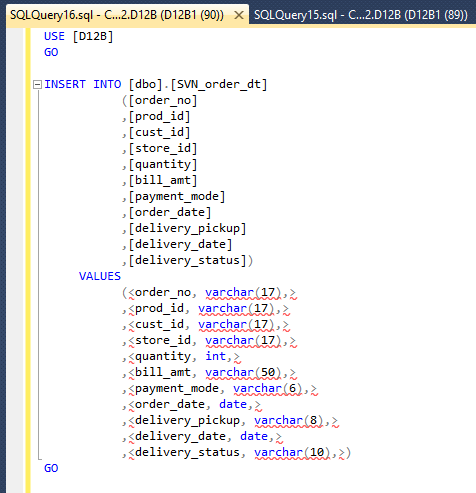 SQLQuery16.sql - C...2.D12B (D12B1 (90)) SQLQuery15.sql - C...2.D12B (D12B1 (89))
USE [D12B]
GO
INSERT INTO [dbo].[SVN_order_dt]
([order_no]
,[prod_id]
,[cust_id]
,[store_id]
,[quantity]
,[bill_amt]
,[payment_mode]
,[order_date]
,[delivery_pickup]
,[delivery_date]
,[delivery_status])
VALUES
(<order_no, varchar(17),>
,<prod_id, varchar(17),>
,<cust_id, varchar(17),>
,<store_id, varchar(17),>
,<quantity, int,>
,<bill_amt, varchar(50),>
,<payment_mode, varchar(6),>
,<order_date, date,>
,<delivery_pickup, varchar(8),>
,<delivery_date, date,>
,<delivery_status, varchar(10),>)
GO